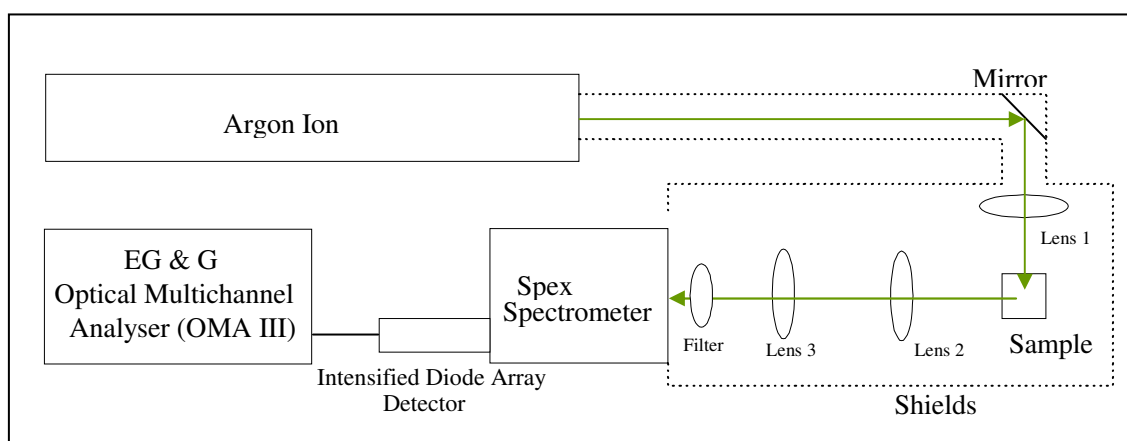 Mirror
Argon Ion
Lens 1
EG & G
Optical Multichannel
Analyser (OMA III)
Spex
Spectrometer
Filter
Lens 3
Lens 2
Sample
Intensified Diode Array
Detector
Shields